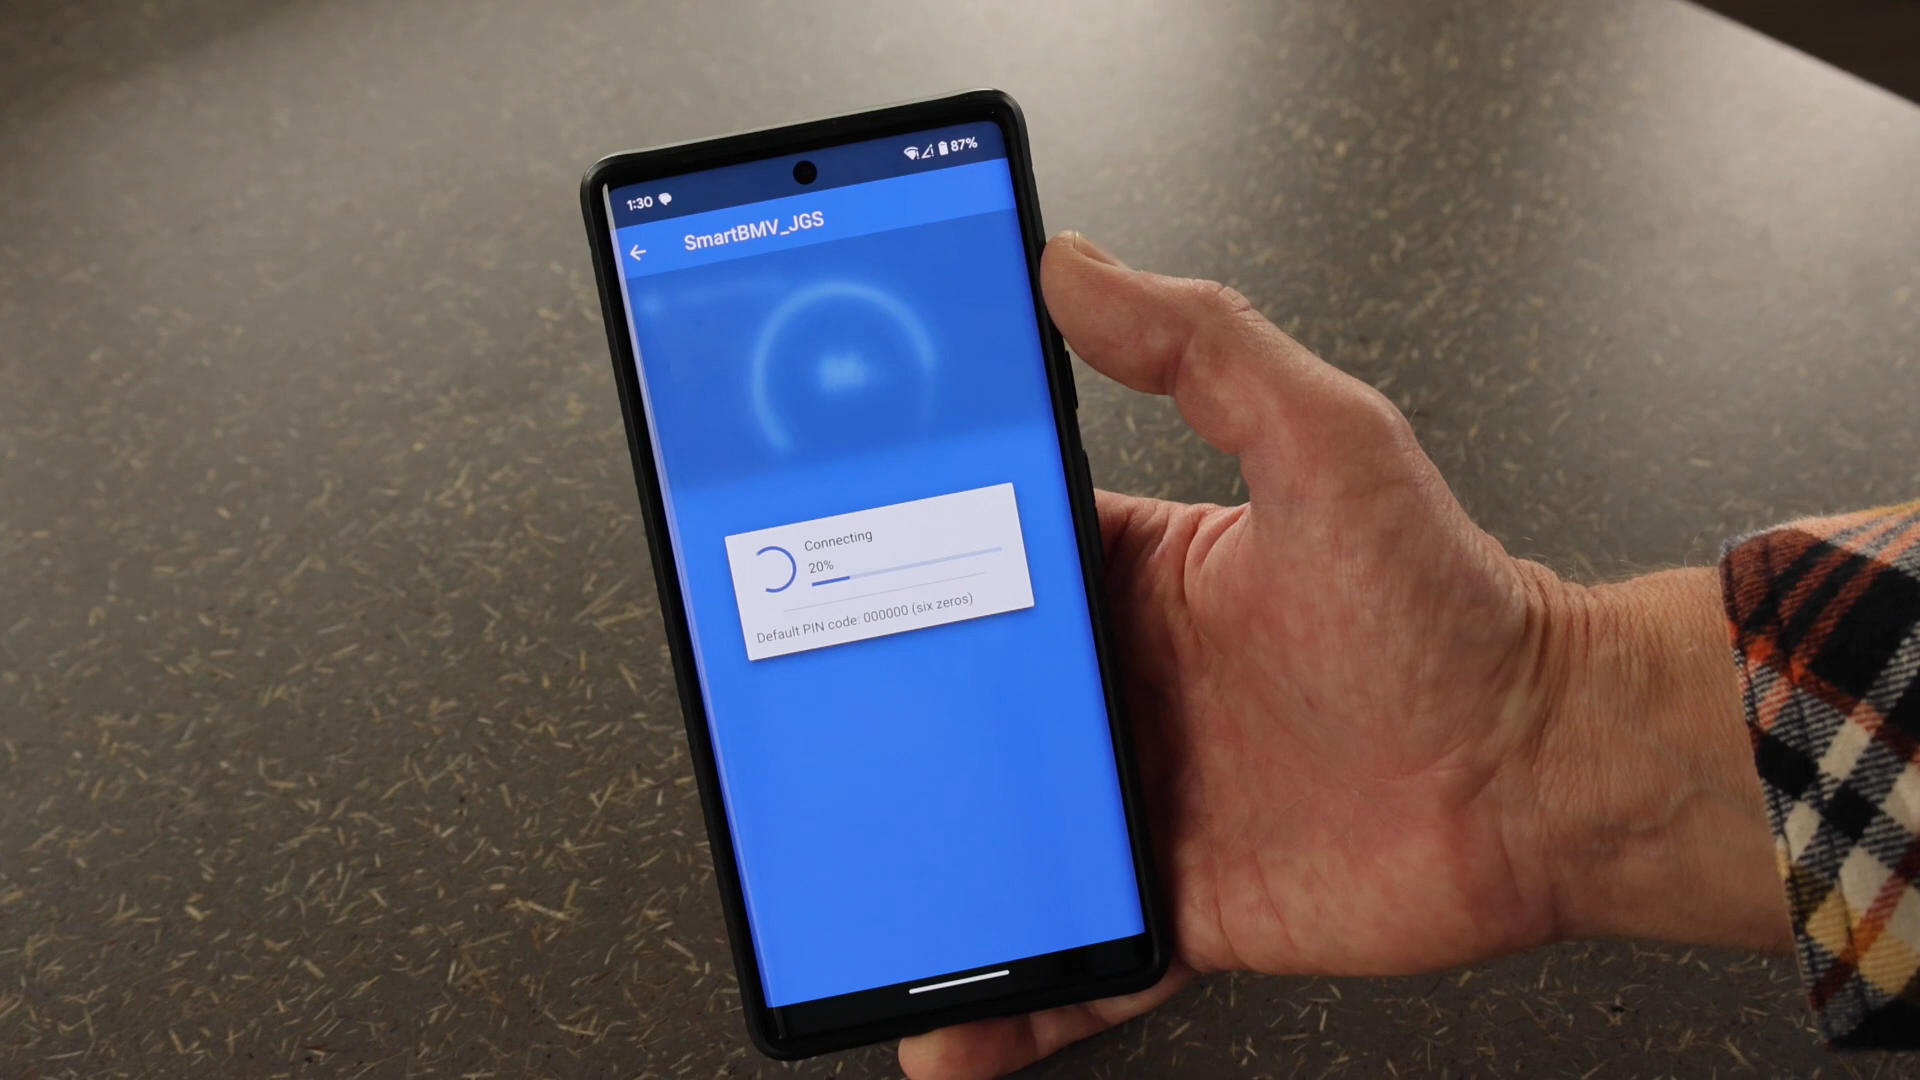 1:30 87%
SmartBMV_JGS
Connecting
20%
Default PIN code: 000000 (six zeros)